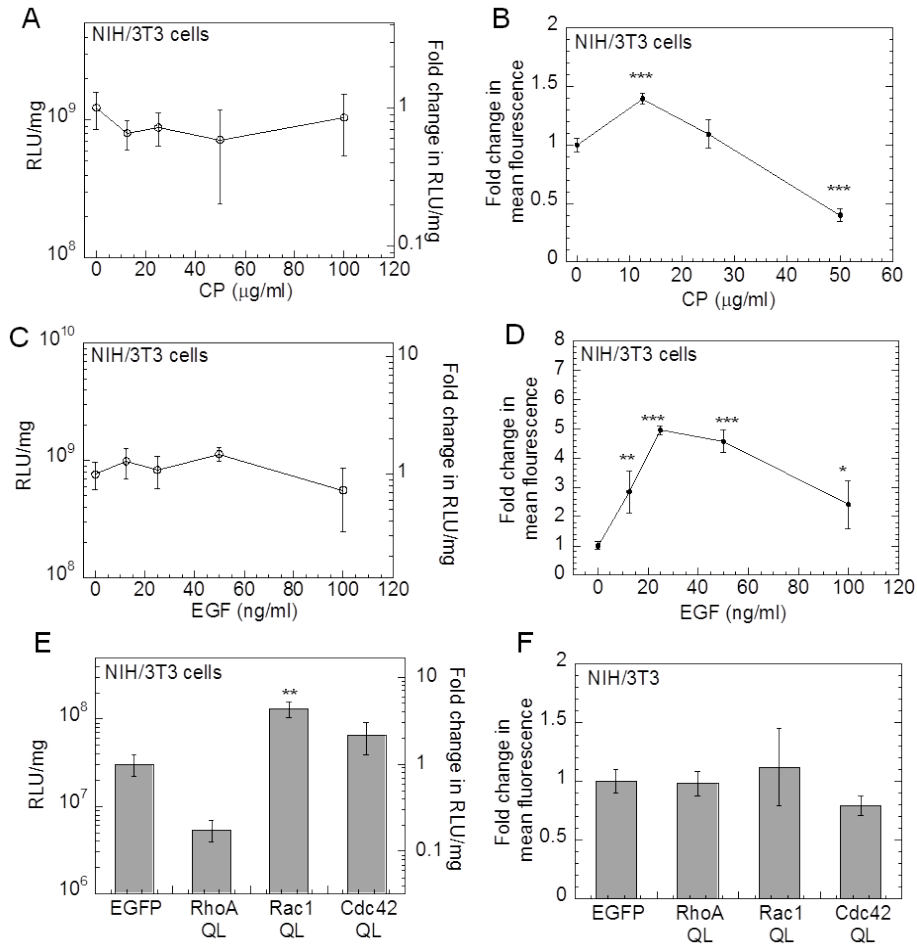 A
NIH/3T3 cells
RLU/mg
10^9
10^8
Fold change in RLU/mg
1
0.1
0 20 40 60 80 100 120
CP (μg/ml)
B
NIH/3T3 cells
Fold change in
mean flourescence
2
1.5
1
0.5
0
***
***
0 10 20 30 40 50 60
CP (μg/ml)
C
NIH/3T3 cells
RLU/mg
10^10
10^9
10^8
Fold change in RLU/mg
10
1
0 20 40 60 80 100 120
EGF (ng/ml)
D
NIH/3T3 cells
Fold change in
mean flourescence
8
7
6
5
4
3
2
1
0
**
***
***
*
0 20 40 60 80 100 120
EGF (ng/ml)
E
NIH/3T3 cells
RLU/mg
10^8
10^7
10^6
Fold change in RLU/mg
10
1
0.1
**
EGFP RhoA QL Rac1 QL Cdc42 QL
F
NIH/3T3
Fold change in
mean fluorescence
2
1.5
1
0.5
0
EGFP RhoA QL Rac1 QL Cdc42 QL